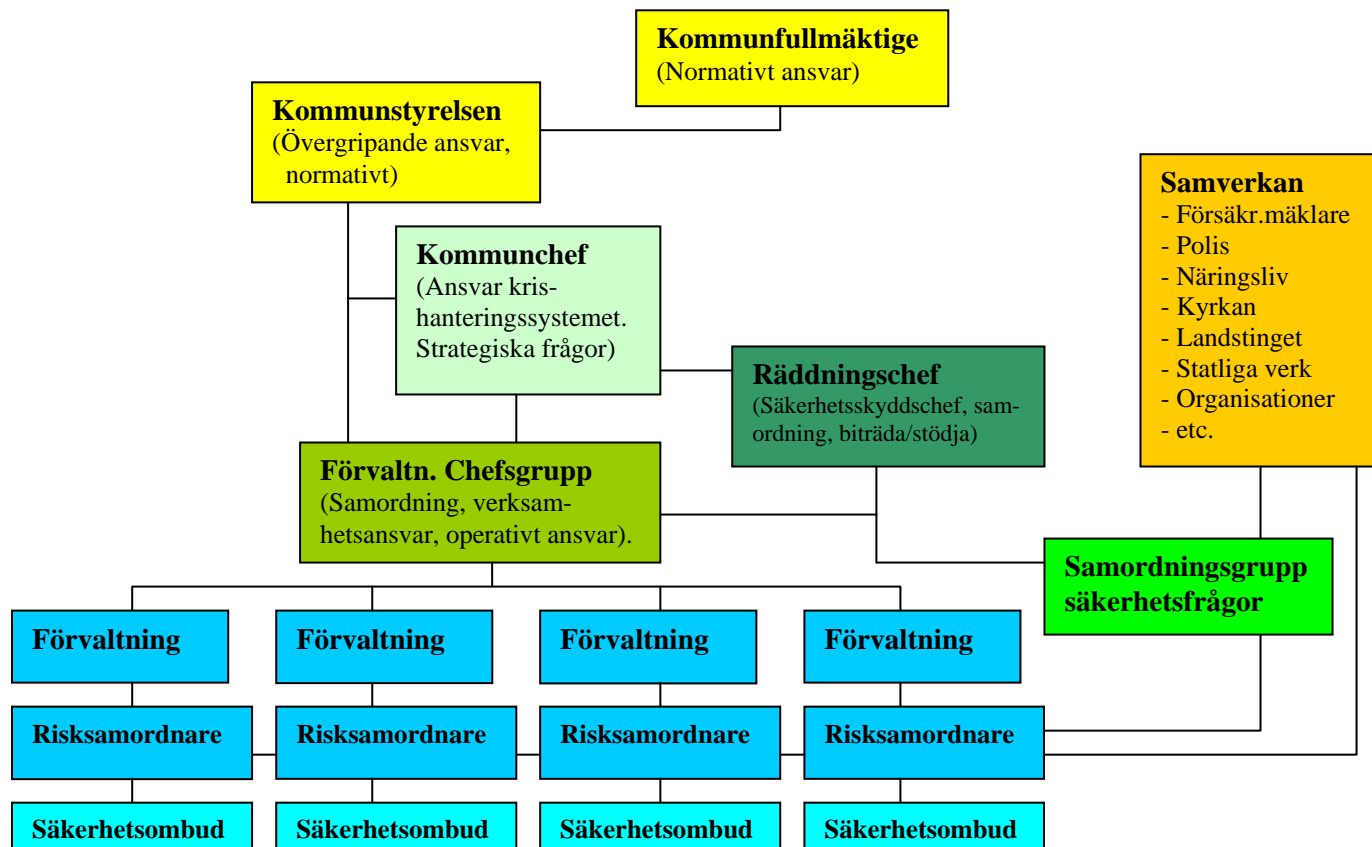 Kommunfullmäktige
(Normativt ansvar)
Kommunstyrelsen
(Övergripande ansvar,
normativt)
Samverkan
- Försäkr.mäklare
- Polis
- Näringsliv
- Kyrkan
- Landstinget
- Statliga verk
- Organisationer
- etc.
Kommunchef
(Ansvar kris-
hanteringssystemet.
Strategiska frågor)
Räddningschef
(Säkerhetsskyddschef, sam-
ordning, biträda/stödja)
Förvaltn. Chefsgrupp
(Samordning, verksam-
hetsansvar, operativt ansvar).
Samordningsgrupp
säkerhetsfrågor
Förvaltning
Förvaltning
Förvaltning
Förvaltning
Risksamordnare
Risksamordnare
Risksamordnare
Risksamordnare
Säkerhetsombud
Säkerhetsombud
Säkerhetsombud
Säkerhetsombud